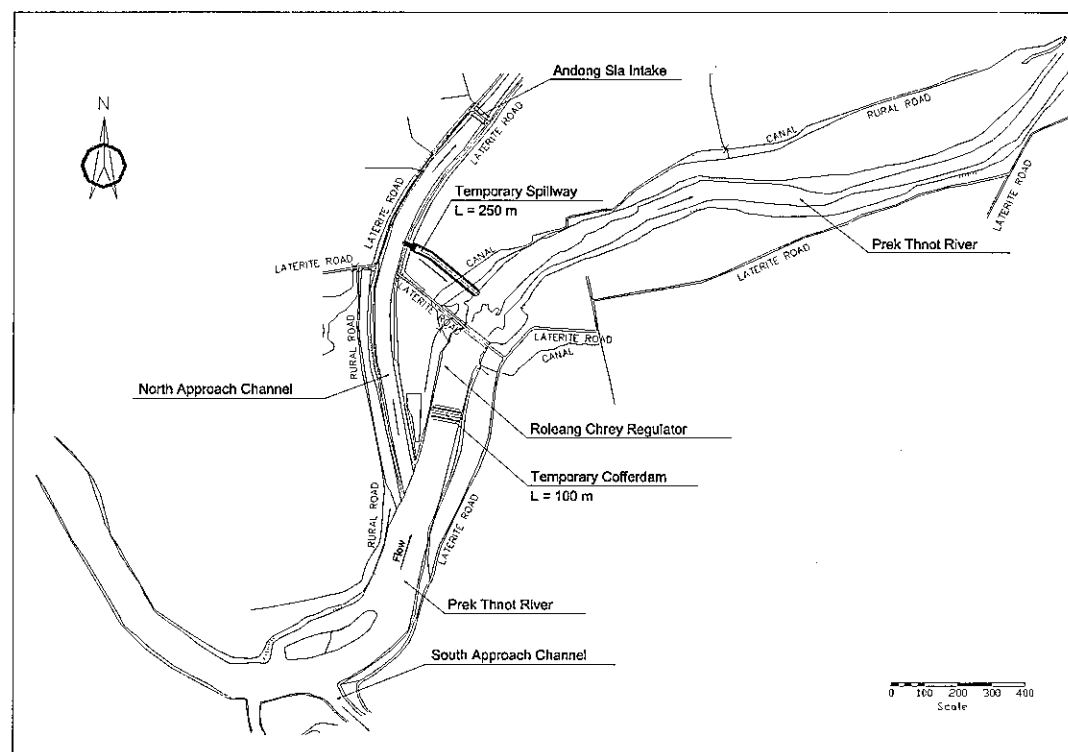 Andong Sla Intake
N
LATERITE ROAD
RURAL ROAD
CANAL
LATERITE ROAD
Temporary Spillway
L = 250 m
LATERITE ROAD
Prek Thnot River
CANAL
LATERITE ROAD
LATERITE ROAD
LATERITE ROAD
LATERITE ROAD
CANAL
RURAL ROAD
North Approach Channel
Roleang Chrey Regulator
Temporary Cofferdam
L = 100 m
RURAL ROAD
LATERITE ROAD
Flow
Prek Thnot River
South Approach Channel
0 100 200 300 400
Scale